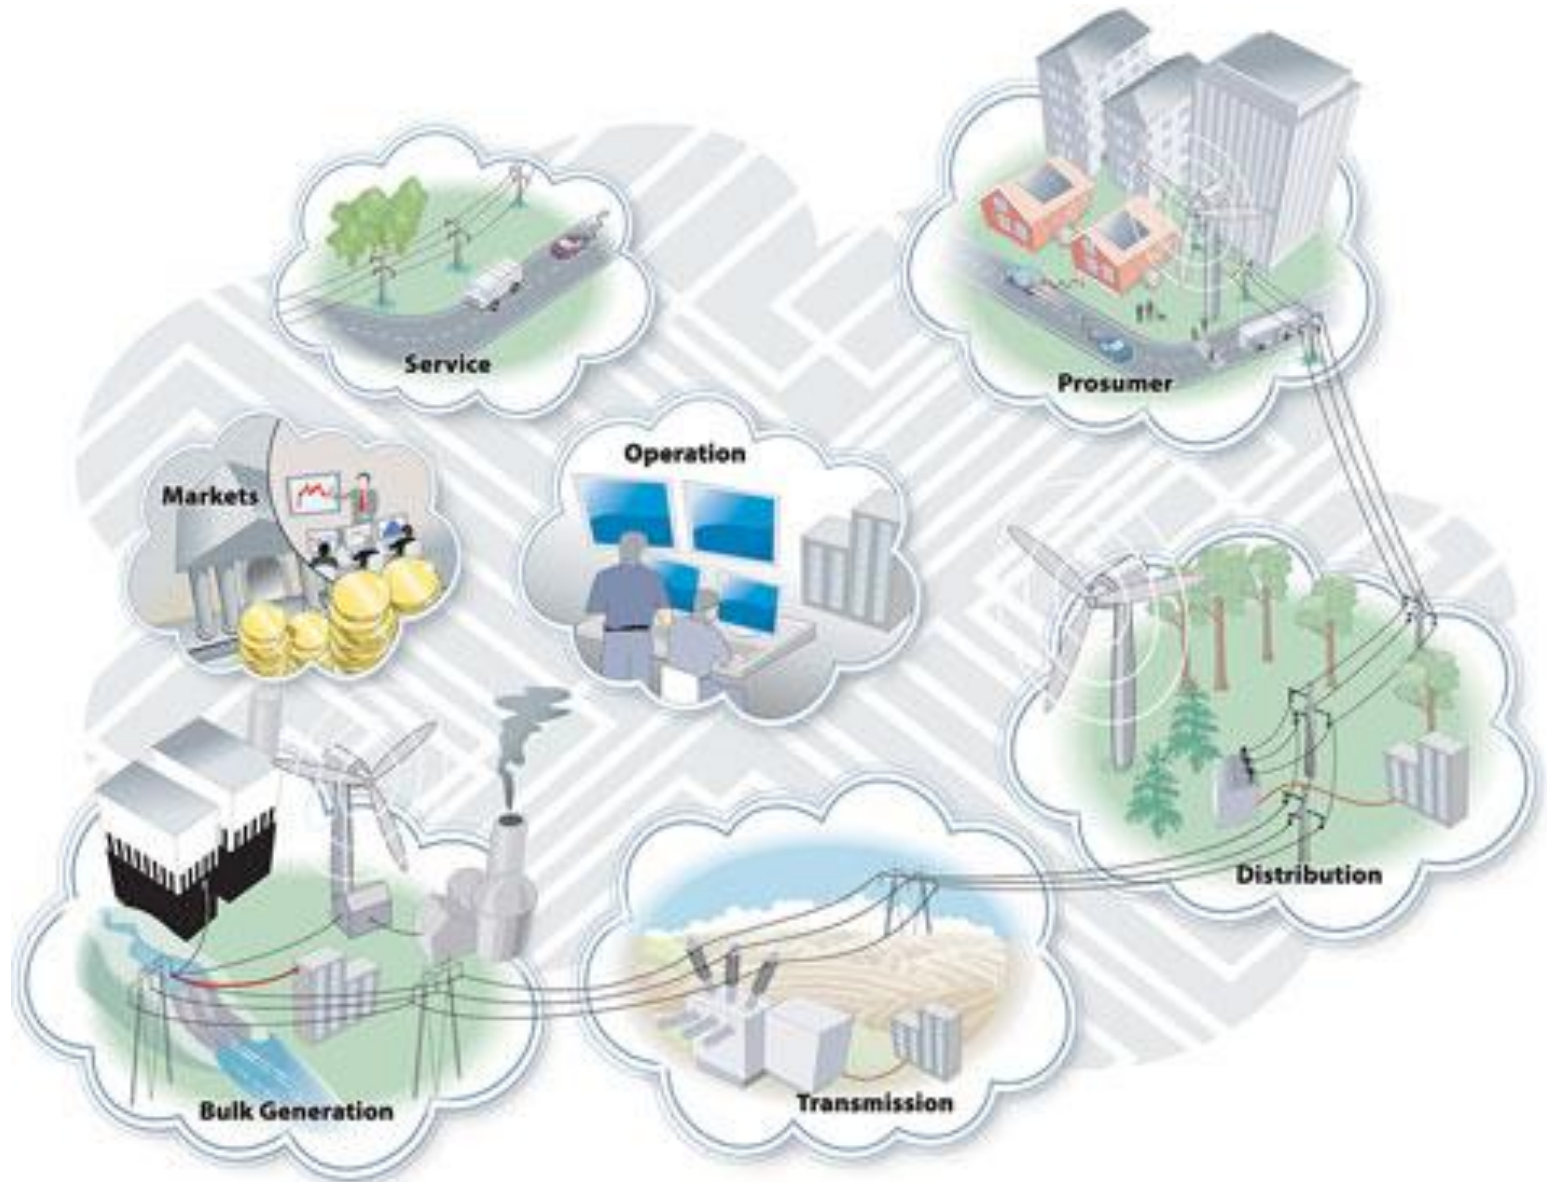 Service
Prosumer
Operation
Markets
Distribution
Transmission
Bulk Generation